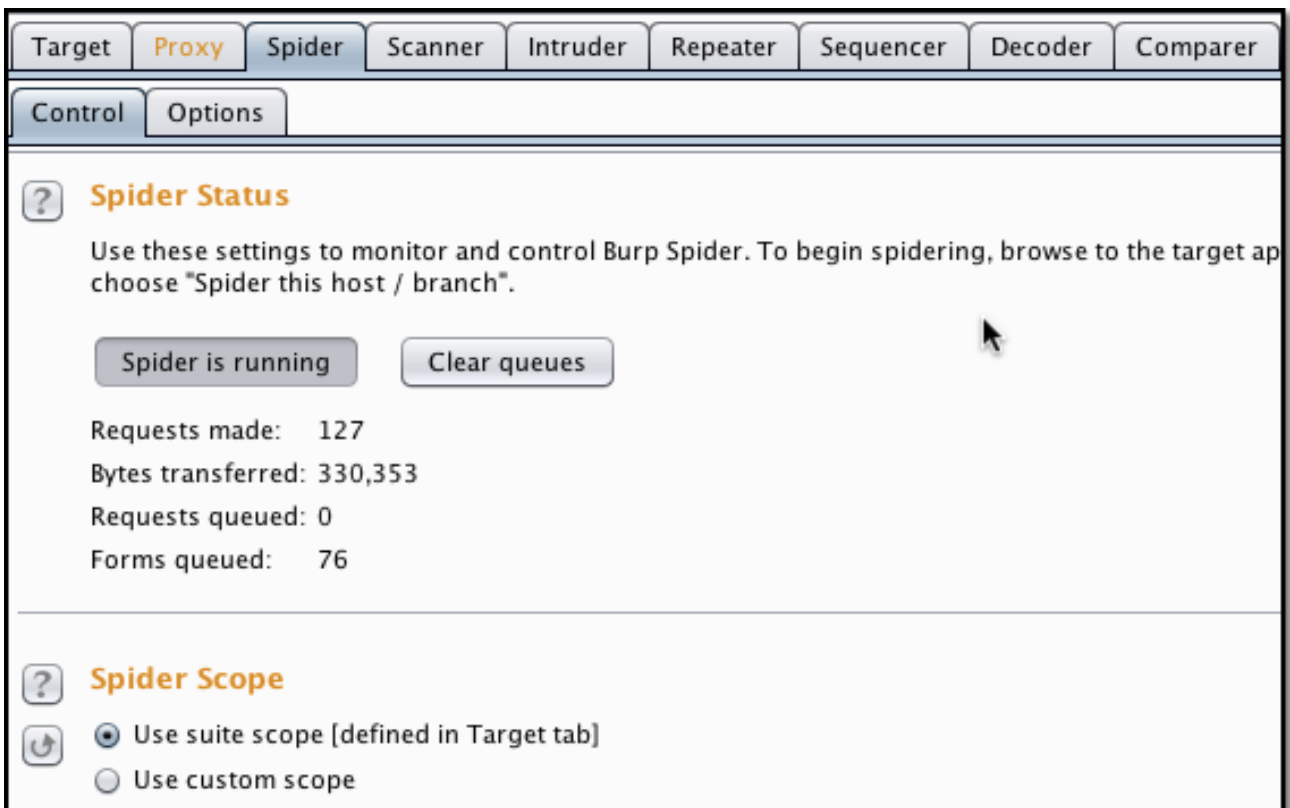 Target Proxy Spider Scanner Intruder Repeater Sequencer Decoder Comparer
Control Options
? Spider Status
Use these settings to monitor and control Burp Spider. To begin spidering, browse to the target ap
choose "Spider this host / branch".
Spider is running Clear queues
Requests made: 127
Bytes transferred: 330,353
Requests queued: 0
Forms queued: 76
? Spider Scope
Use suite scope [defined in Target tab]
Use custom scope